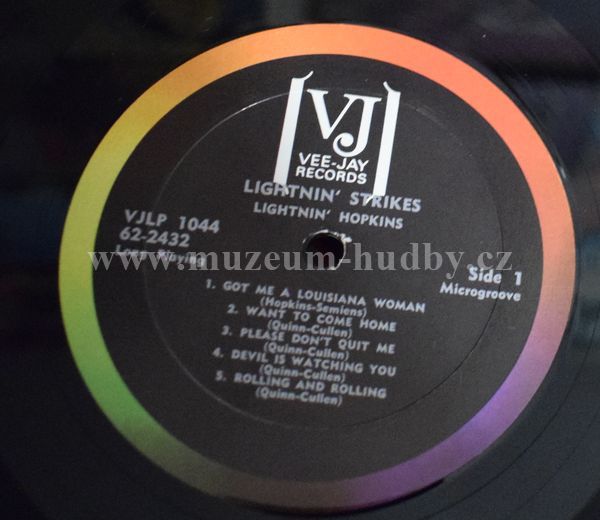 VJ
VEE-JAY
RECORDS
LIGHTNIN' STRIKES
LIGHTNIN' HOPKINS
VJLP 1044
62-2432
Long Playing
Side 1
Microgroove
www.muzeum-hudby.cz
1. GOT ME A LOUISIANA WOMAN
(Hopkins-Semiens)
2. WANT TO COME HOME
(Quinn-Cullen)
3. PLEASE DON'T QUIT ME
(Quinn-Cullen)
4. DEVIL IS WATCHING YOU
(Quinn-Cullen)
5. ROLLING AND ROLLING
(Quinn-Cullen)